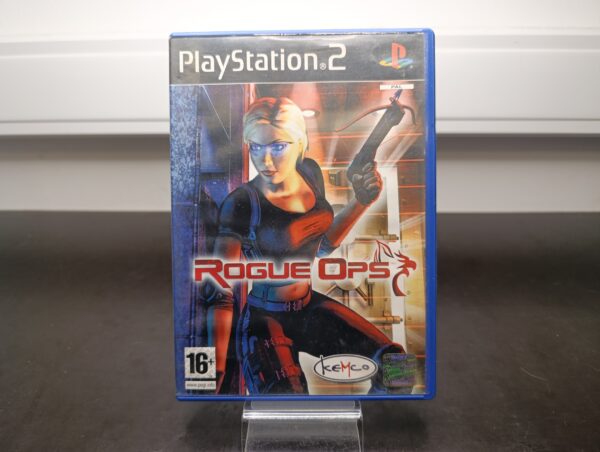 PlayStation®2
PAL
ROGUE OPS
®
16+
www.pegi.info
KEMCO